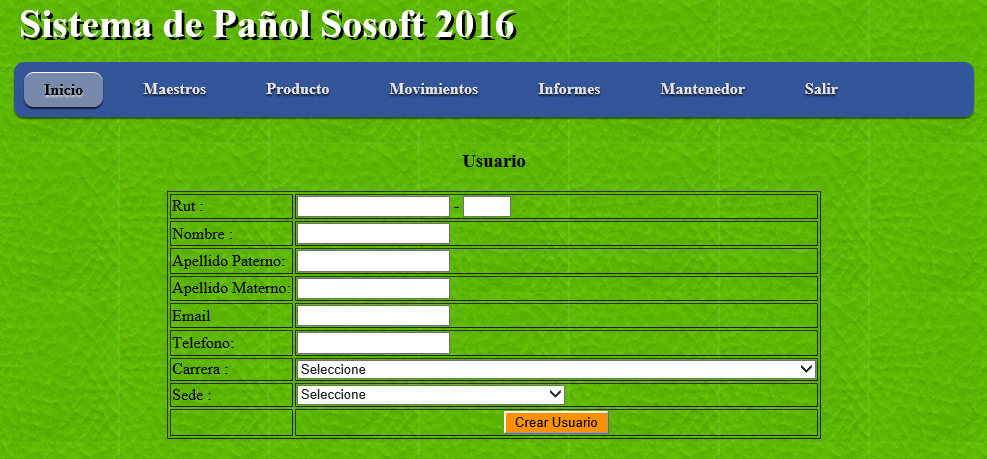 Sistema de Pañol Sosoft 2016
Inicio Maestros Producto Movimientos Informes Mantenedor Salir
Usuario
Rut : -
Nombre :
Apellido Paterno:
Apellido Materno:
Email
Telefono:
Carrera : Seleccione
Sede : Seleccione
Crear Usuario